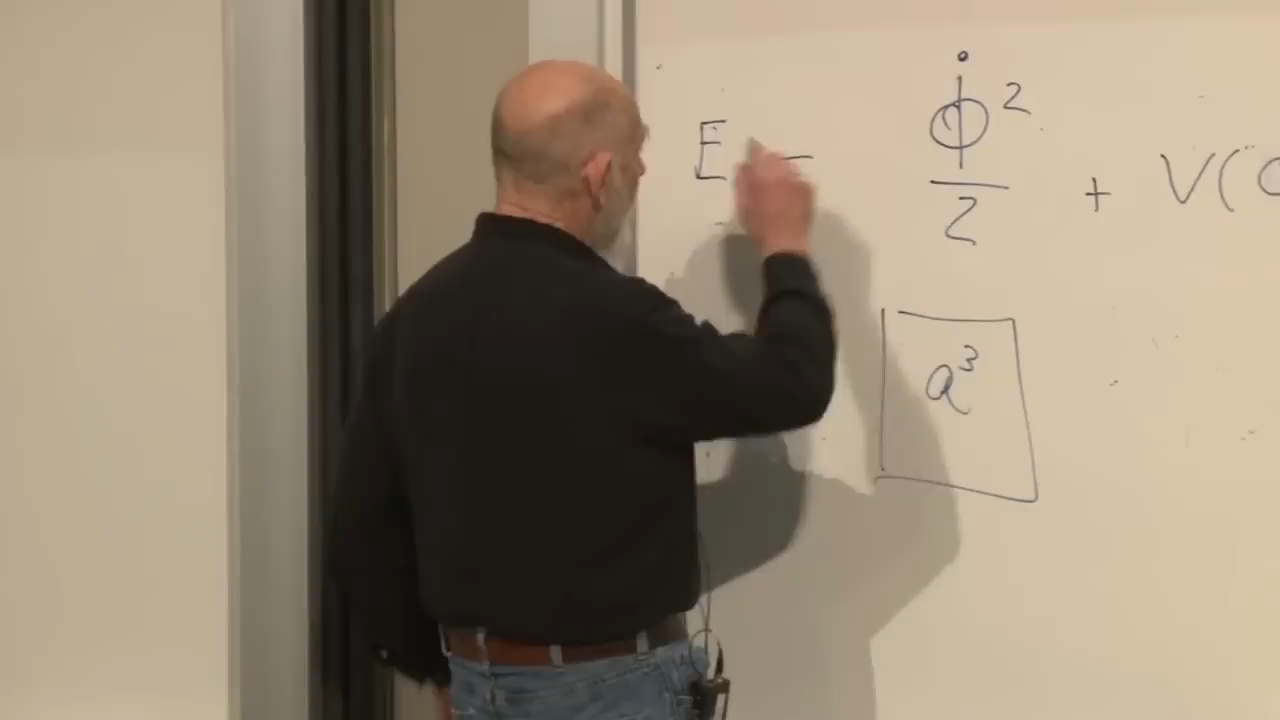 E = φ̇²/2 + V(
a³